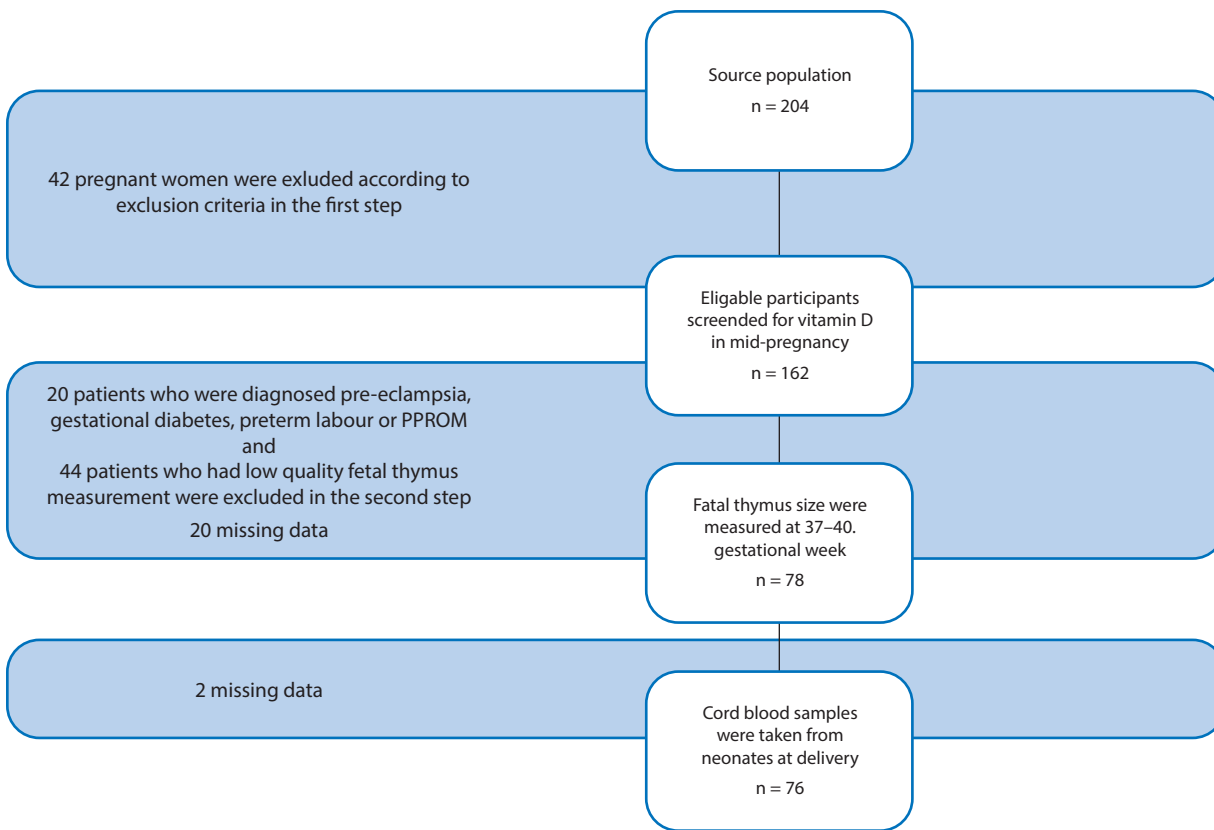 Source population
n = 204
42 pregnant women were exluded according to
exclusion criteria in the first step
Eligable participants
screended for vitamin D
in mid-pregnancy
n = 162
20 patients who were diagnosed pre-eclampsia,
gestational diabetes, preterm labour or PPROM
and
44 patients who had low quality fetal thymus
measurement were excluded in the second step
20 missing data
Fatal thymus size were
measured at 37–40.
gestational week
n = 78
2 missing data
Cord blood samples
were taken from
neonates at delivery
n = 76